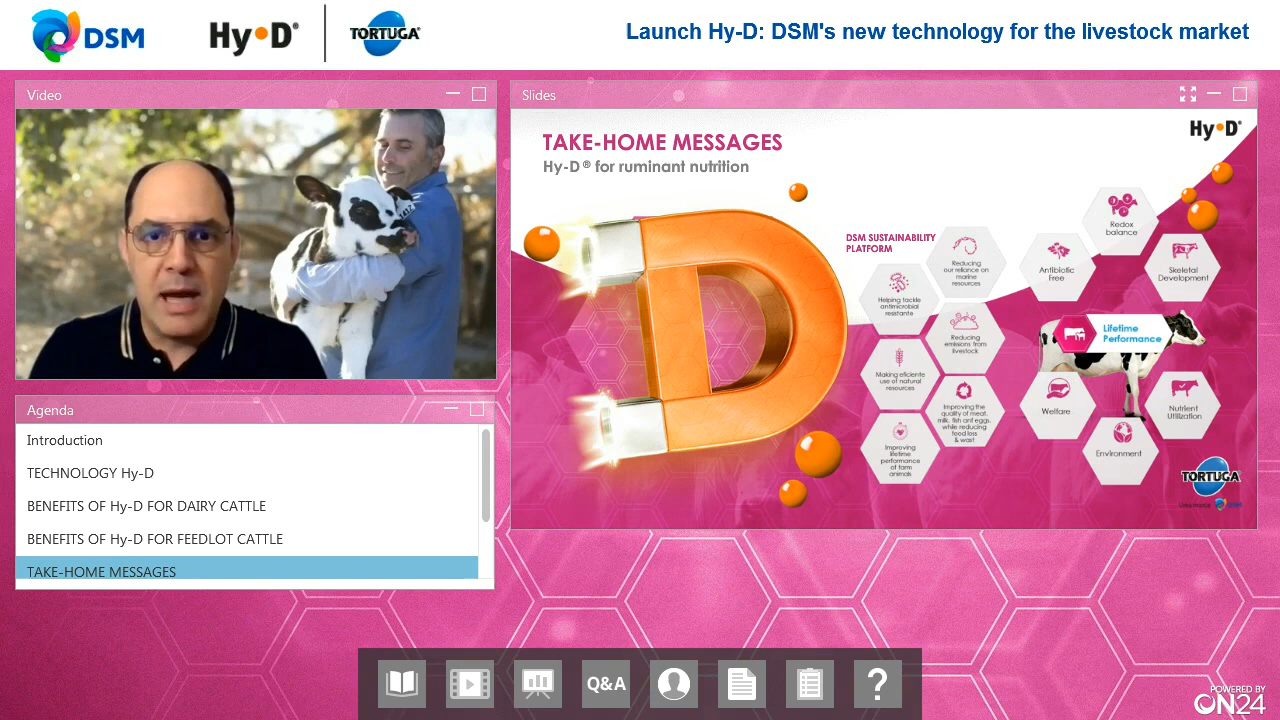 DSM
Hy•D®
TORTUGA
Launch Hy-D: DSM's new technology for the livestock market
Video
Slides
TAKE-HOME MESSAGES
Hy-D® for ruminant nutrition
Hy•D®
D
DSM SUSTAINABILITY
PLATFORM
Helping tackle
antimicrobial
resistante
Reducing
our reliance on
marine
resources
Reducing
emissions from
livestock
Making eficiente
use of natural
resources
Improving the
quality of meat,
milk, fish ant eggs,
while reducing
food loss
& wast
Improving
lifetime
performance
of farm
animals
Redox
balance
Antibiotic
Free
Skeletal
Development
Lifetime
Performance
Welfare
Nutrient
Utilization
Environment
TORTUGA
DSM
Agenda
Introduction
TECHNOLOGY Hy-D
BENEFITS OF Hy-D FOR DAIRY CATTLE
BENEFITS OF Hy-D FOR FEEDLOT CATTLE
TAKE-HOME MESSAGES
Q&A
?
POWERED BY
ON24